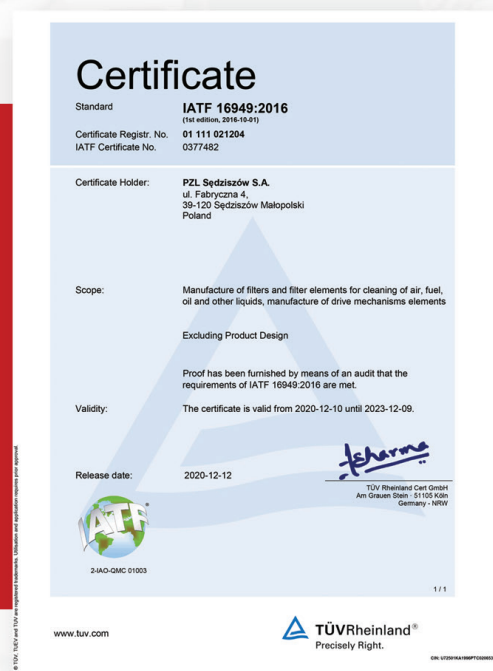 Certificate
Standard IATF 16949:2016
(1st edition, 2016-10-01)
Certificate Registr. No. 01 111 021204
IATF Certificate No. 0377482
Certificate Holder: PZL Sędziszów S.A.
ul. Fabryczna 4,
39-120 Sędziszów Małopolski
Poland
Scope: Manufacture of filters and filter elements for cleaning of air, fuel,
oil and other liquids, manufacture of drive mechanisms elements
Excluding Product Design
Proof has been furnished by means of an audit that the
requirements of IATF 16949:2016 are met.
Validity: The certificate is valid from 2020-12-10 until 2023-12-09.
Asharma
Release date: 2020-12-12
TÜV Rheinland Cert GmbH
Am Grauen Stein · 51105 Köln
Germany - NRW
IATF
2-IAO-QMC 01003
1 / 1
www.tuv.com
TÜVRheinland®
Precisely Right.
® TÜV, TUEV and TUV are registered trademarks. Utilisation and application requires prior approval.